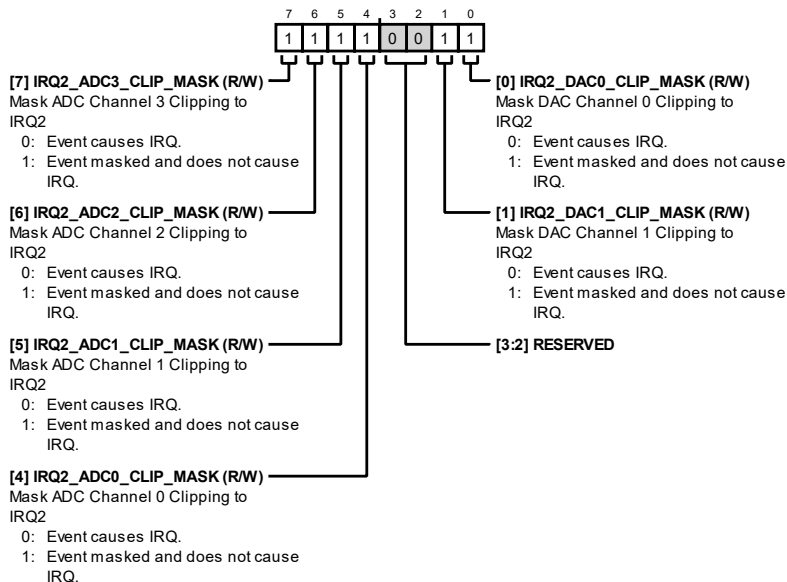 7 6 5 4 3 2 1 0
1 1 1 1 0 0 1 1
[7] IRQ2_ADC3_CLIP_MASK (R/W)
Mask ADC Channel 3 Clipping to
IRQ2
0: Event causes IRQ.
1: Event masked and does not cause
IRQ.
[6] IRQ2_ADC2_CLIP_MASK (R/W)
Mask ADC Channel 2 Clipping to
IRQ2
0: Event causes IRQ.
1: Event masked and does not cause
IRQ.
[5] IRQ2_ADC1_CLIP_MASK (R/W)
Mask ADC Channel 1 Clipping to
IRQ2
0: Event causes IRQ.
1: Event masked and does not cause
IRQ.
[4] IRQ2_ADC0_CLIP_MASK (R/W)
Mask ADC Channel 0 Clipping to
IRQ2
0: Event causes IRQ.
1: Event masked and does not cause
IRQ.
[0] IRQ2_DAC0_CLIP_MASK (R/W)
Mask DAC Channel 0 Clipping to
IRQ2
0: Event causes IRQ.
1: Event masked and does not cause
IRQ.
[1] IRQ2_DAC1_CLIP_MASK (R/W)
Mask DAC Channel 1 Clipping to
IRQ2
0: Event causes IRQ.
1: Event masked and does not cause
IRQ.
[3:2] RESERVED